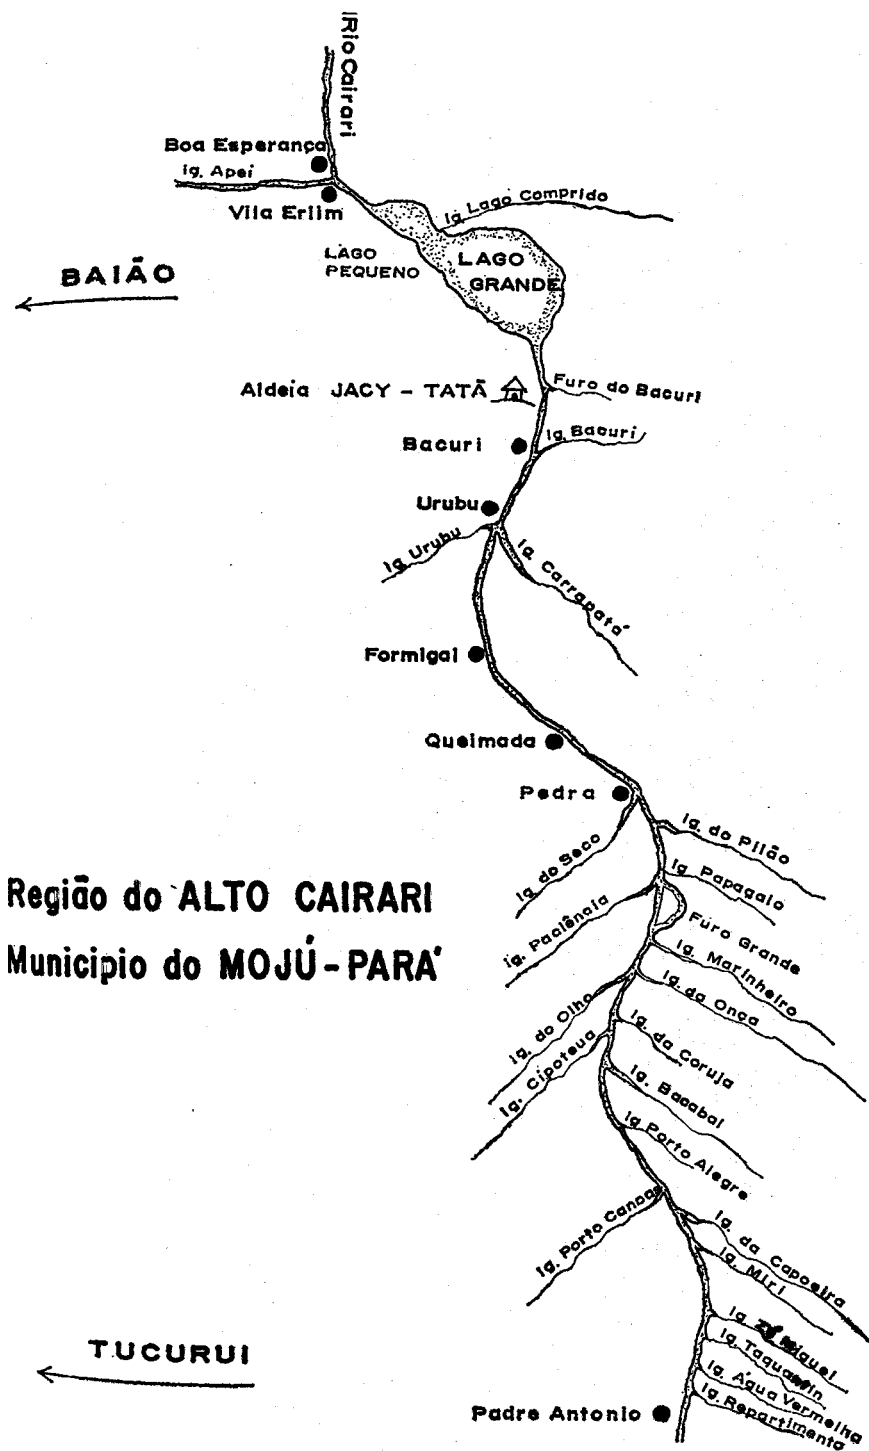 Rio Cairari
Boa Esperança
Ig. Apeí
Vila Erlim
Ig. Lago Comprido
LAGO
PEQUENO
LAGO
GRANDE
BAIÃO
Aldeia JACY - TATÃ
Furo do Bacuri
Bacuri
Ig. Bacuri
Urubu
Ig. Urubu
Ig. Carrapatá
Formigal
Queimada
Pedra
Ig. do Pilão
Ig. do Seco
Ig. Papagaio
Região do ALTO CAIRARI
Municipio do MOJÚ - PARÁ
Ig. Paciência
Furo Grande
Ig. Marinheiro
Ig. da Onça
Ig. do Olho
Ig. Cipoteua
Ig. da Coruja
Ig. Bacabal
Ig. Porto Alegre
Ig. Porto Canoas
Ig. da Capoeira
Ig. Miri
TUCURUI
Ig. Miguel
Ig.
Ig. Água Vermelha
Ig. Repartimento
Padre Antonio